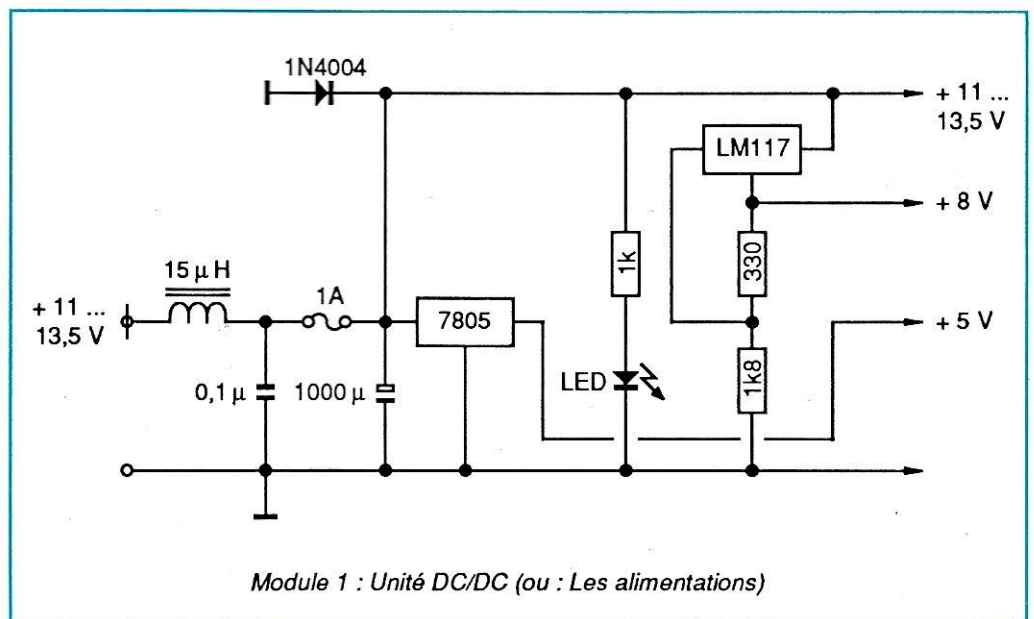 1N4004
+ 11 ...
13,5 V
LM117
+ 8 V
1k
330
15 µ H
+ 11 ...
13,5 V
1A
7805
+ 5 V
0,1 µ
1000 µ
LED
1k8
Module 1 : Unité DC/DC (ou : Les alimentations)